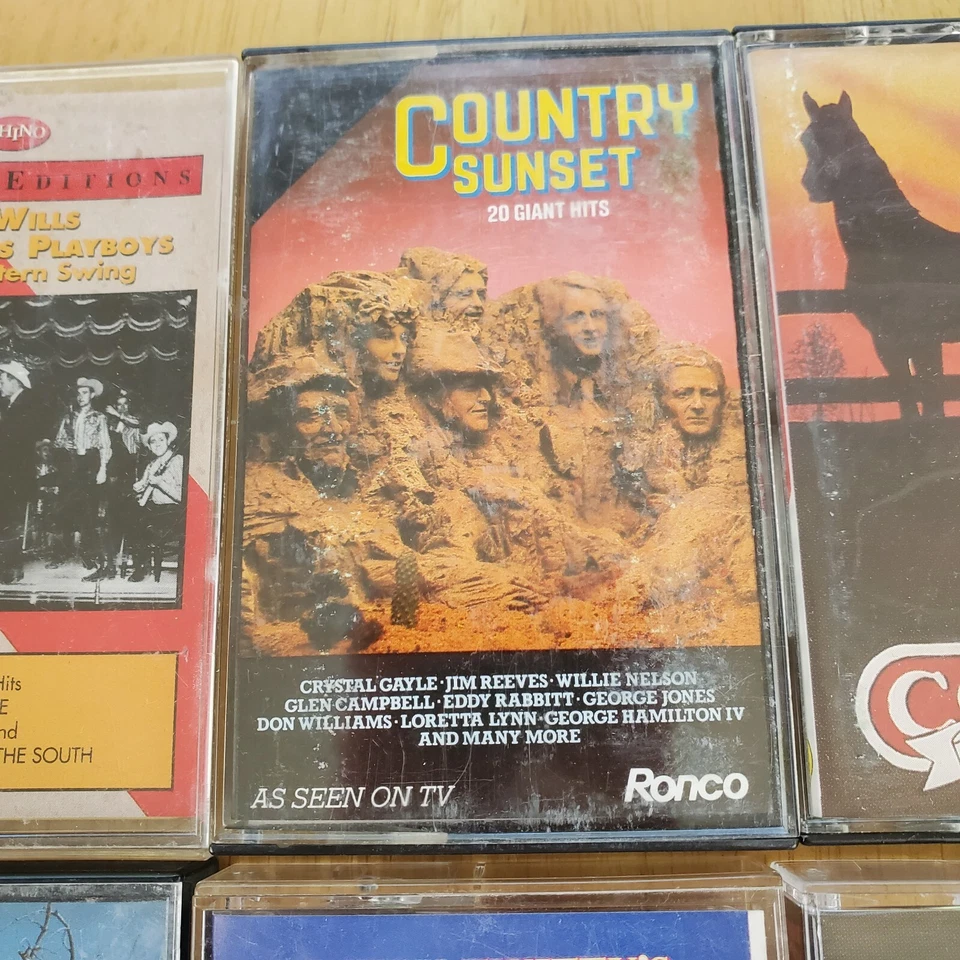 HINO
EDITIONS
WILLS
S PLAYBOYS
tern Swing
Hits
E
nd
THE SOUTH
COUNTRY
SUNSET
20 GIANT HITS
CRYSTAL GAYLE·JIM REEVES·WILLIE NELSON
GLEN CAMPBELL·EDDY RABBITT·GEORGE JONES
DON WILLIAMS·LORETTA LYNN·GEORGE HAMILTON IV
AND MANY MORE
AS SEEN ON TV
Ronco